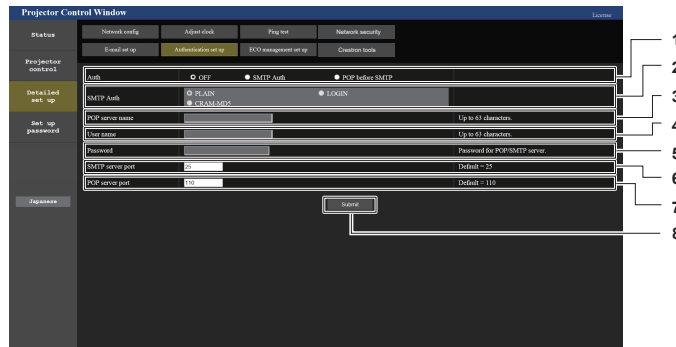 Projector Control Window
License
Status
Network config
Adjust clock
Ping test
Network security
E-mail set up
Authentication set up
ECO management set up
Crestron tools
Projector
control
Detailed
set up
Set up
password
Japanese
Auth
OFF
SMTP Auth
POP before SMTP
SMTP Auth
PLAIN
LOGIN
CRAM-MD5
POP server name
Up to 63 characters.
User name
Up to 63 characters.
Password
Password for POP/SMTP server.
SMTP server port
25
Default = 25
POP server port
110
Default = 110
Submit
1
2
3
4
5
6
7
8